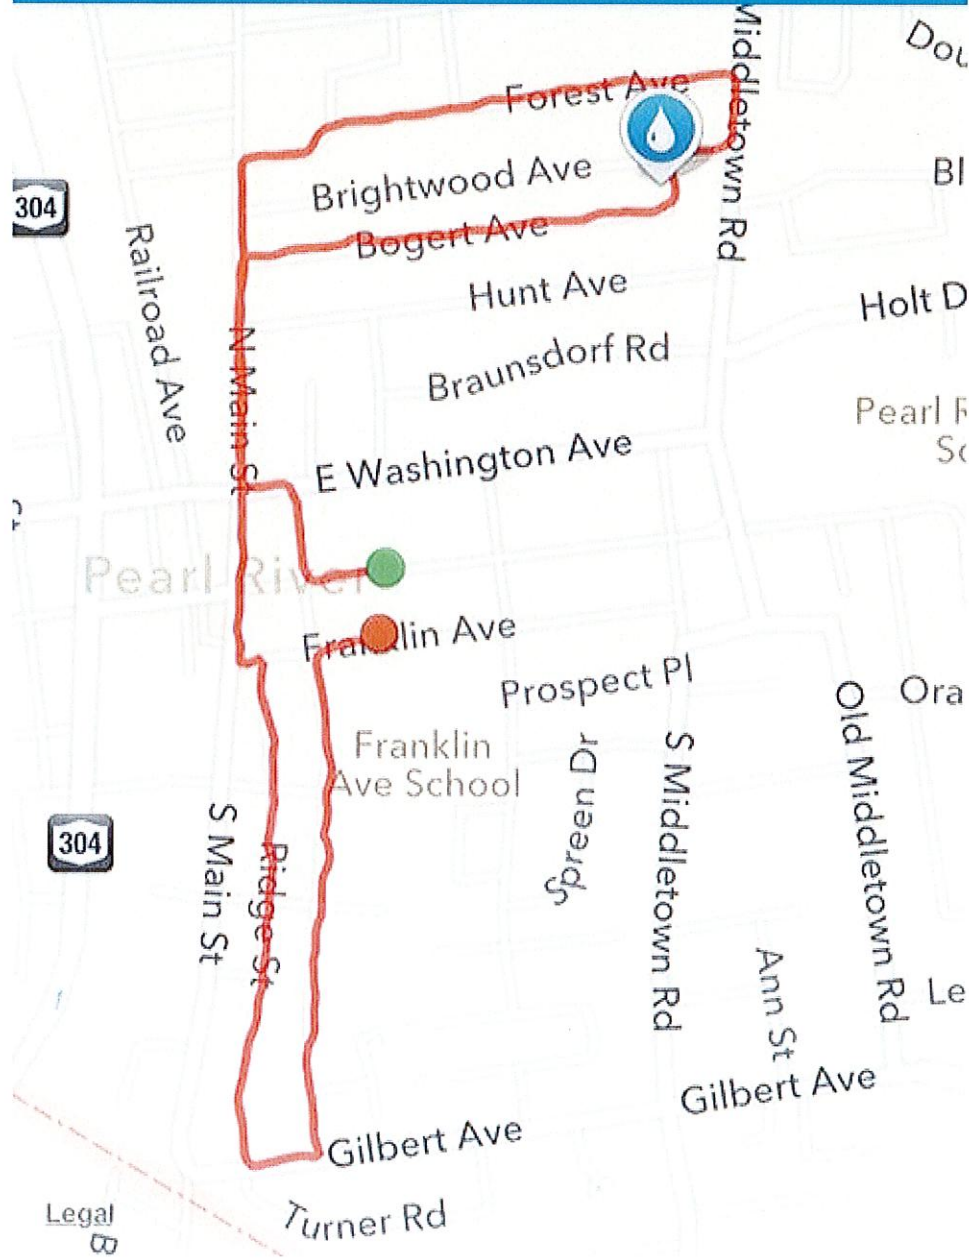 Middletown Rd
Dou
Forest Ave
Brightwood Ave
Bl
304
Bogert Ave
Railroad Ave
Hunt Ave
Holt D
N Main St
Braunsdorf Rd
Pearl R
Sc
E Washington Ave
Pearl River
Franklin Ave
Prospect Pl
Ora
Old Middletown Rd
Franklin
Ave School
Spreen Dr
S Middletown Rd
304
S Main St
Ridge St
Ann St
Le
Gilbert Ave
Gilbert Ave
Legal
Turner Rd